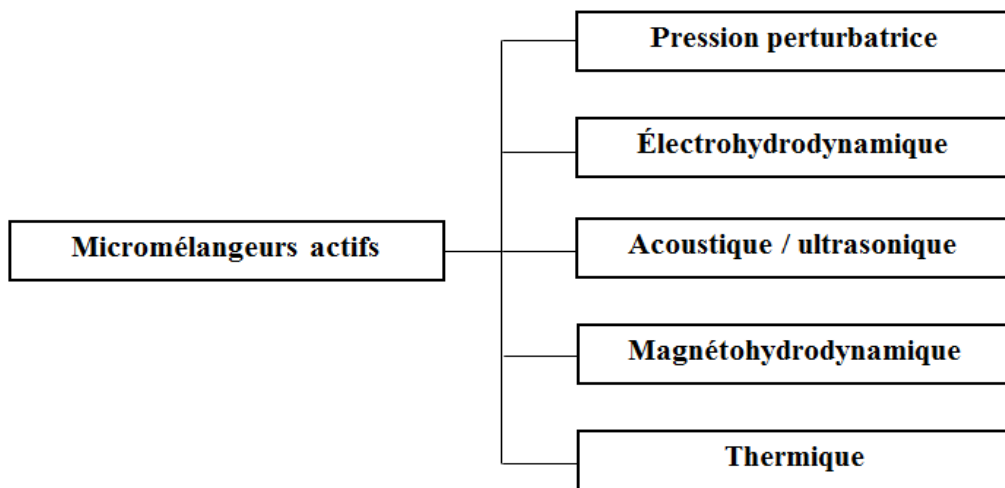 Pression perturbatrice
Électrohydrodynamique
Micromélangeurs actifs
Acoustique / ultrasonique
Magnétohydrodynamique
Thermique